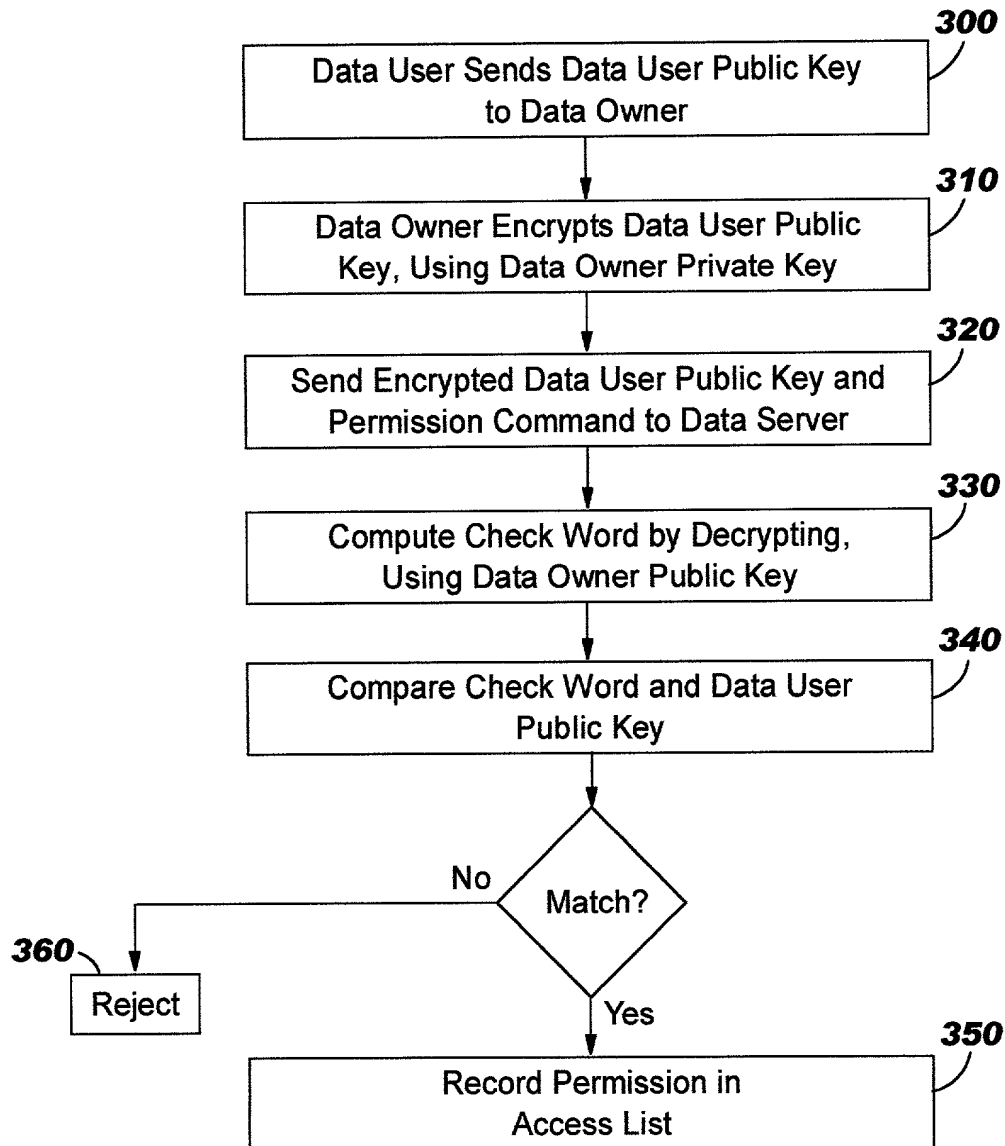 300
Data User Sends Data User Public Key
to Data Owner
310
Data Owner Encrypts Data User Public
Key, Using Data Owner Private Key
320
Send Encrypted Data User Public Key and
Permission Command to Data Server
330
Compute Check Word by Decrypting,
Using Data Owner Public Key
340
Compare Check Word and Data User
Public Key
No
Match?
360
Reject
Yes
350
Record Permission in
Access List